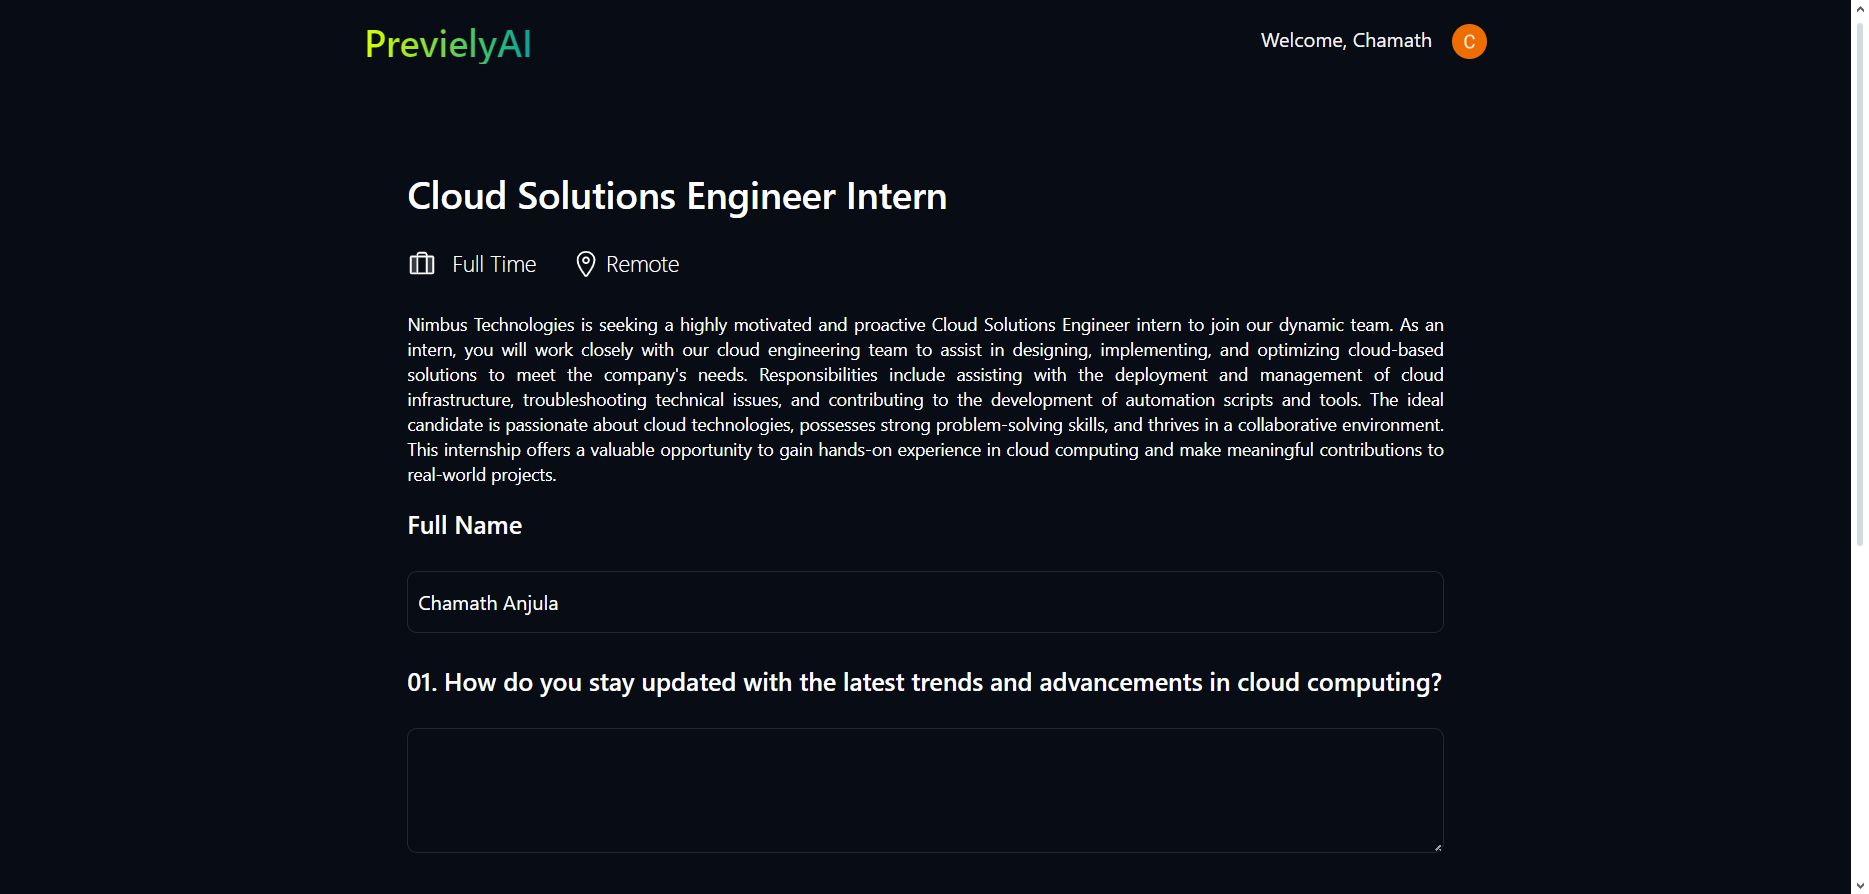 PrevielyAI
Welcome, Chamath
C
Cloud Solutions Engineer Intern
Full Time
Remote
Nimbus Technologies is seeking a highly motivated and proactive Cloud Solutions Engineer intern to join our dynamic team. As an
intern, you will work closely with our cloud engineering team to assist in designing, implementing, and optimizing cloud-based
solutions to meet the company's needs. Responsibilities include assisting with the deployment and management of cloud
infrastructure, troubleshooting technical issues, and contributing to the development of automation scripts and tools. The ideal
candidate is passionate about cloud technologies, possesses strong problem-solving skills, and thrives in a collaborative environment.
This internship offers a valuable opportunity to gain hands-on experience in cloud computing and make meaningful contributions to
real-world projects.
Full Name
Chamath Anjula
01. How do you stay updated with the latest trends and advancements in cloud computing?